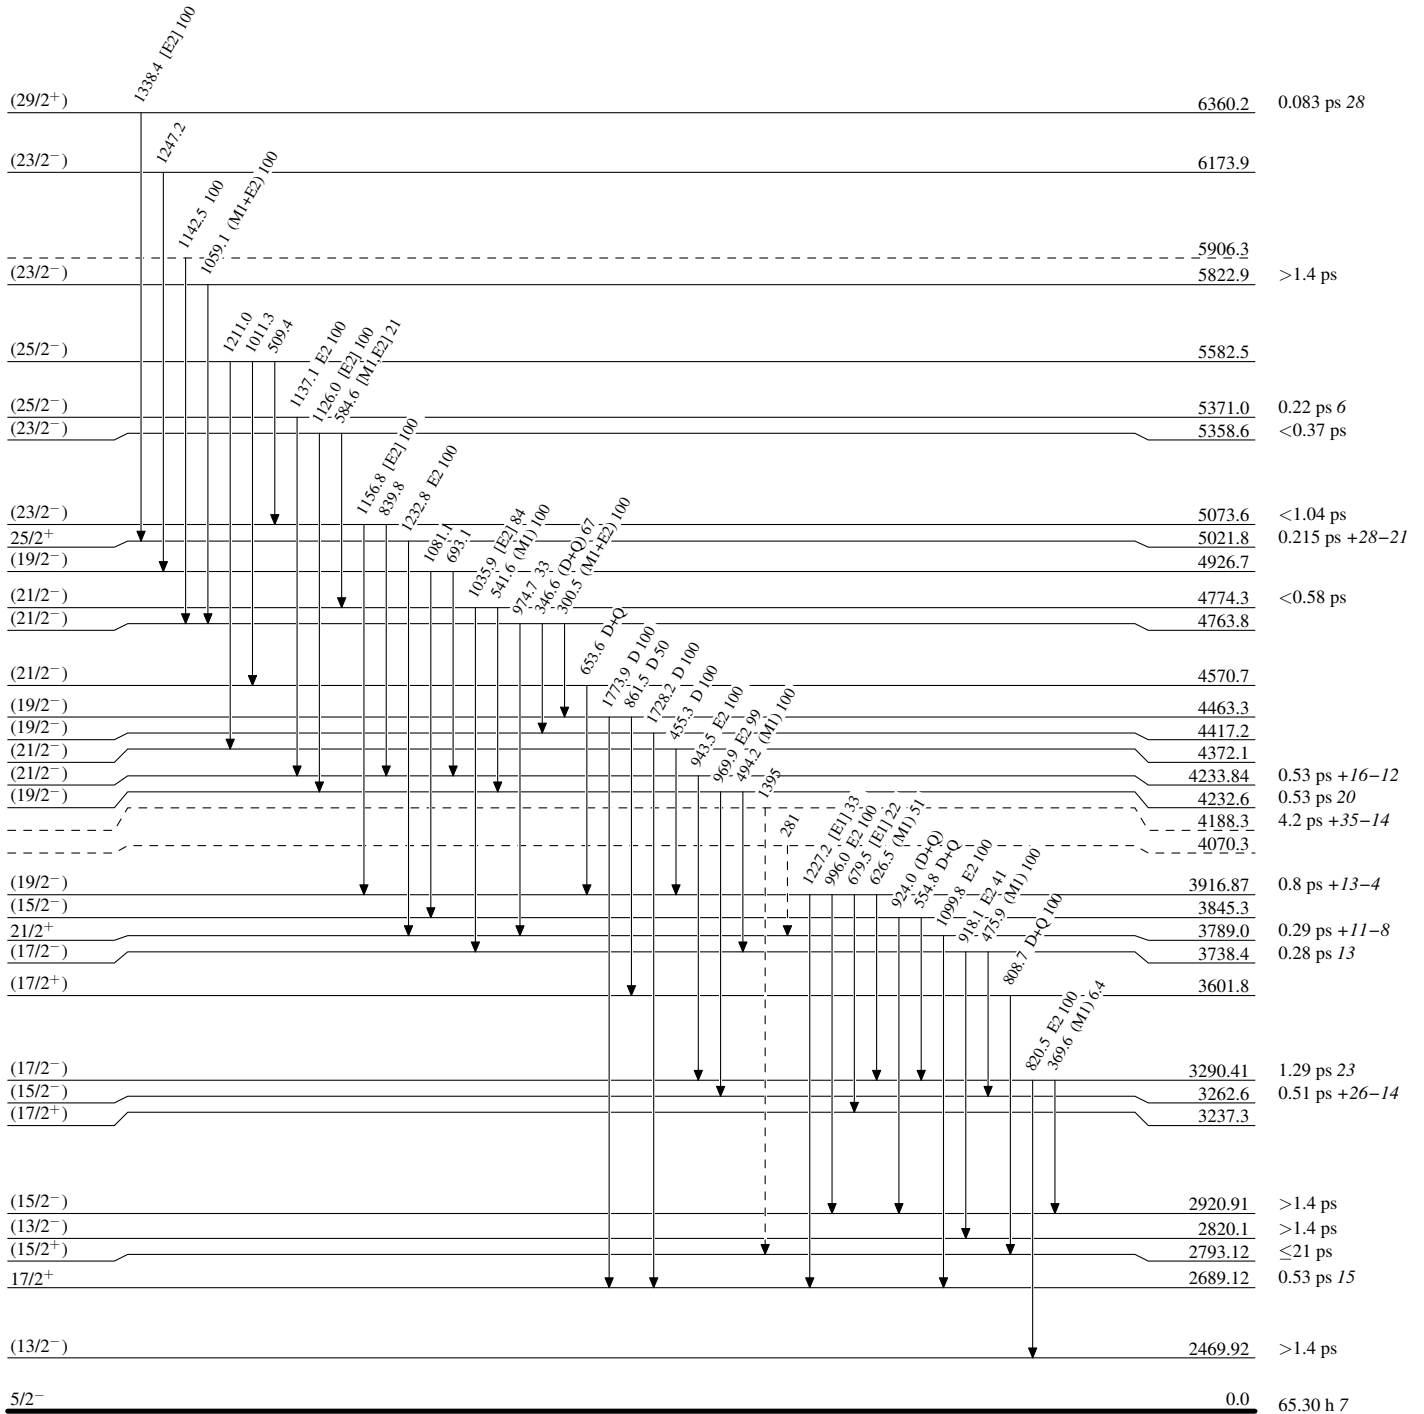 1338.4 [E2] 100
(29/2+) 6360.2 0.083 ps 28
1247.2
(23/2−) 6173.9
1142.5 100
1059.1 (M1+E2) 100
5906.3
(23/2−) 5822.9 >1.4 ps
1211.0
1011.3
509.4
(25/2−) 5582.5
1137.1 E2 100
1126.0 [E2] 100
584.6 [M1,E2] 21
(25/2−) 5371.0 0.22 ps 6
(23/2−) 5358.6 <0.37 ps
1156.8 [E2] 100
839.8
1232.8 E2 100
(23/2−) 5073.6 <1.04 ps
25/2+ 5021.8 0.215 ps +28−21
1081.1
693.1
(19/2−) 4926.7
1035.9 [E2] 84
541.6 (M1) 100
974.7 33
346.6 (D+Q) 67
300.5 (M1+E2) 100
(21/2−) 4774.3 <0.58 ps
(21/2−) 4763.8
653.6 D+Q
(21/2−) 4570.7
1773.9 D 100
861.5 D 50
1728.2 D 100
455.3 D 100
(19/2−) 4463.3
(19/2−) 4417.2
(21/2−) 4372.1
943.5 E2 100
969.9 E2 99
494.2 (M1) 100
1395
(21/2−) 4233.84 0.53 ps +16−12
(19/2−) 4232.6 0.53 ps 20
4188.3 4.2 ps +35−14
281
4070.3
1227.2 [E1] 33
996.0 E2 100
679.5 [E1] 22
626.5 (M1) 51
(19/2−) 3916.87 0.8 ps +13−4
924.0 (D+Q)
554.8 D+Q
1099.8 E2 100
(15/2−) 3845.3
918.1 E2 41
475.9 (M1) 100
21/2+ 3789.0 0.29 ps +11−8
(17/2−) 3738.4 0.28 ps 13
808.7 D+Q 100
(17/2+) 3601.8
820.5 E2 100
369.6 (M1) 6.4
(17/2−) 3290.41 1.29 ps 23
(15/2−) 3262.6 0.51 ps +26−14
(17/2+) 3237.3
(15/2−) 2920.91 >1.4 ps
(13/2−) 2820.1 >1.4 ps
(15/2+) 2793.12 ≤21 ps
17/2+ 2689.12 0.53 ps 15
(13/2−) 2469.92 >1.4 ps
5/2− 0.0 65.30 h 7